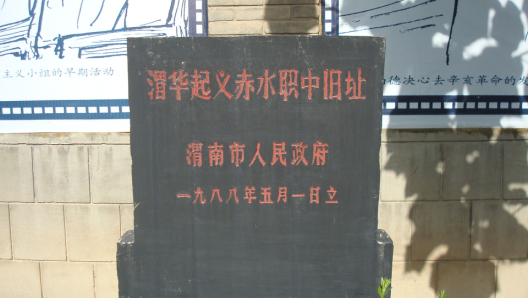 主义小组的早期活动
德决心去辛亥革命的发
渭华起义赤水职中旧址
渭南市人民政府
一九八八年五月一日立